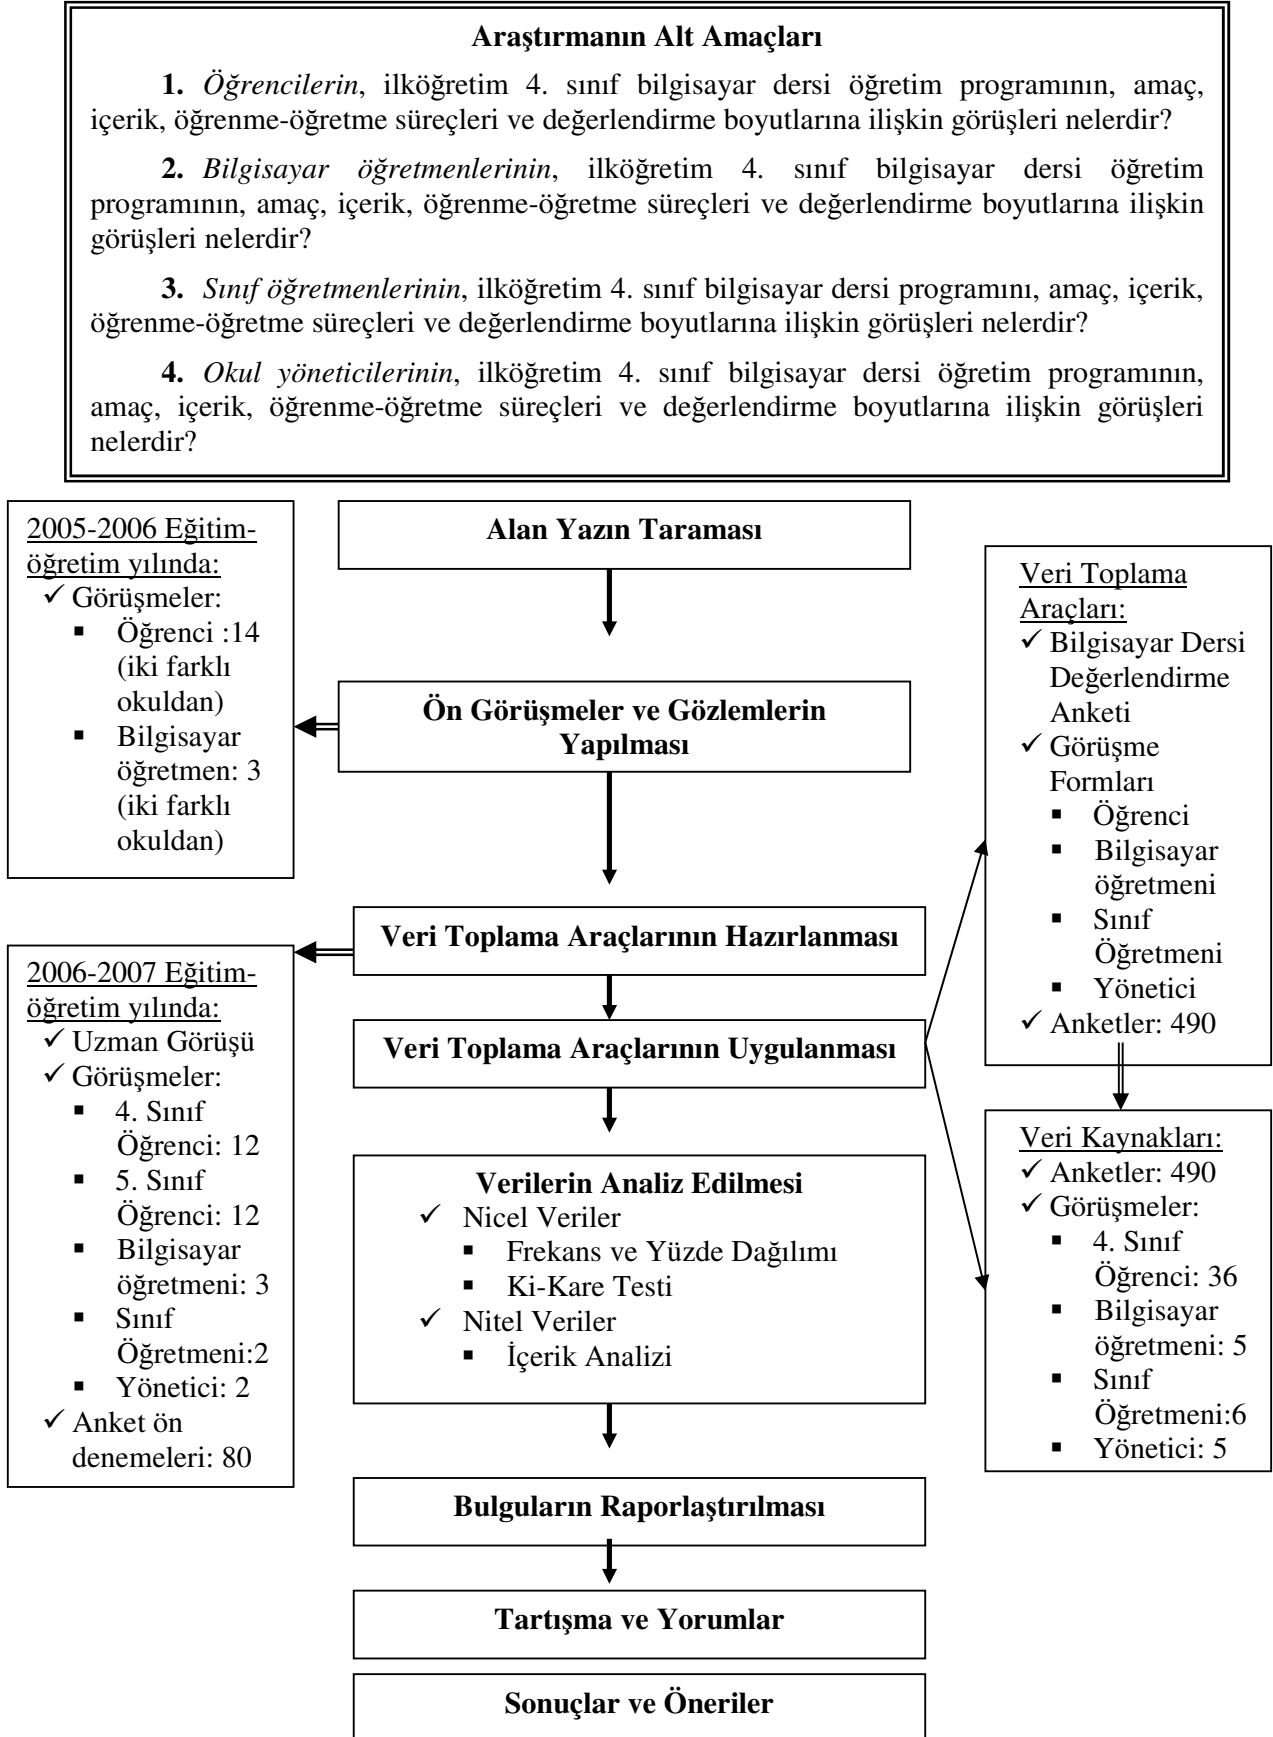 Araştırmanın Alt Amaçları
1. Öğrencilerin, ilköğretim 4. sınıf bilgisayar dersi öğretim programının, amaç,
içerik, öğrenme-öğretme süreçleri ve değerlendirme boyutlarına ilişkin görüşleri nelerdir?
2. Bilgisayar öğretmenlerinin, ilköğretim 4. sınıf bilgisayar dersi öğretim
programının, amaç, içerik, öğrenme-öğretme süreçleri ve değerlendirme boyutlarına ilişkin
görüşleri nelerdir?
3. Sınıf öğretmenlerinin, ilköğretim 4. sınıf bilgisayar dersi programını, amaç, içerik,
öğrenme-öğretme süreçleri ve değerlendirme boyutlarına ilişkin görüşleri nelerdir?
4. Okul yöneticilerinin, ilköğretim 4. sınıf bilgisayar dersi öğretim programının,
amaç, içerik, öğrenme-öğretme süreçleri ve değerlendirme boyutlarına ilişkin görüşleri
nelerdir?
Alan Yazın Taraması
2005-2006 Eğitim-
öğretim yılında:
✓ Görüşmeler:
▪ Öğrenci :14
(iki farklı
okuldan)
▪ Bilgisayar
öğretmen: 3
(iki farklı
okuldan)
Ön Görüşmeler ve Gözlemlerin
Yapılması
Veri Toplama Araçlarının Hazırlanması
2006-2007 Eğitim-
öğretim yılında:
✓ Uzman Görüşü
✓ Görüşmeler:
▪ 4. Sınıf
Öğrenci: 12
▪ 5. Sınıf
Öğrenci: 12
▪ Bilgisayar
öğretmeni: 3
▪ Sınıf
Öğretmeni:2
▪ Yönetici: 2
✓ Anket ön
denemeleri: 80
Veri Toplama Araçlarının Uygulanması
Veri Toplama
Araçları:
✓ Bilgisayar Dersi
Değerlendirme
Anketi
✓ Görüşme
Formları
▪ Öğrenci
▪ Bilgisayar
öğretmeni
▪ Sınıf
Öğretmeni
▪ Yönetici
✓ Anketler: 490
Veri Kaynakları:
✓ Anketler: 490
✓ Görüşmeler:
▪ 4. Sınıf
Öğrenci: 36
▪ Bilgisayar
öğretmeni: 5
▪ Sınıf
Öğretmeni:6
▪ Yönetici: 5
Verilerin Analiz Edilmesi
✓ Nicel Veriler
▪ Frekans ve Yüzde Dağılımı
▪ Ki-Kare Testi
✓ Nitel Veriler
▪ İçerik Analizi
Bulguların Raporlaştırılması
Tartışma ve Yorumlar
Sonuçlar ve Öneriler